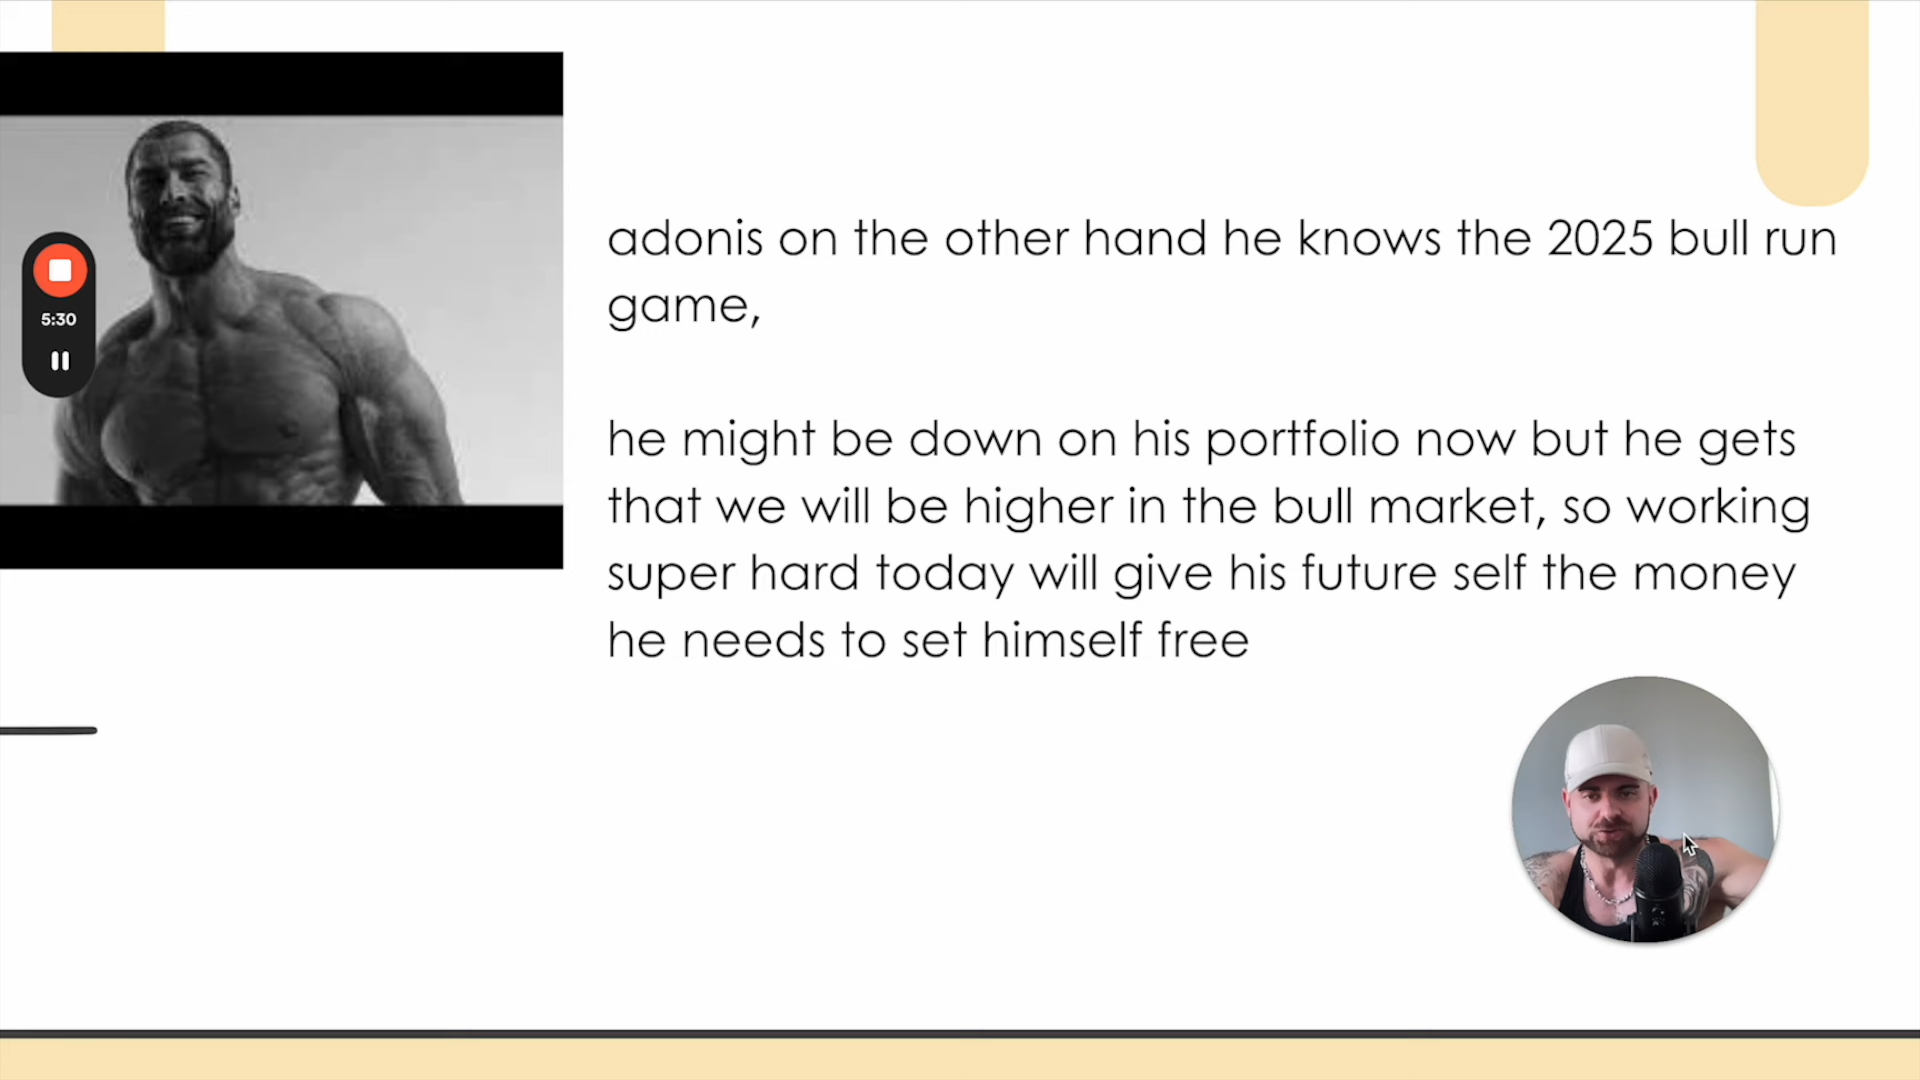 adonis on the other hand he knows the 2025 bull run
game,
he might be down on his portfolio now but he gets
that we will be higher in the bull market, so working
super hard today will give his future self the money
he needs to set himself free
5:30